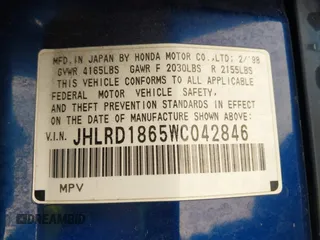 MFD. IN JAPAN BY HONDA MOTOR CO.,LTD. 2/'98
GVWR 4165LBS GAWR F 2030LBS R 2155LBS
THIS VEHICLE CONFORMS TO ALL APPLICABLE
FEDERAL MOTOR VEHICLE SAFETY.
AND THEFT PREVENTION STANDARDS IN EFFECT
ON THE DATE OF MANUFACTURE SHOWN ABOVE.
V.I.N. JHLRD1865WC042846
MPV
DREAMBID